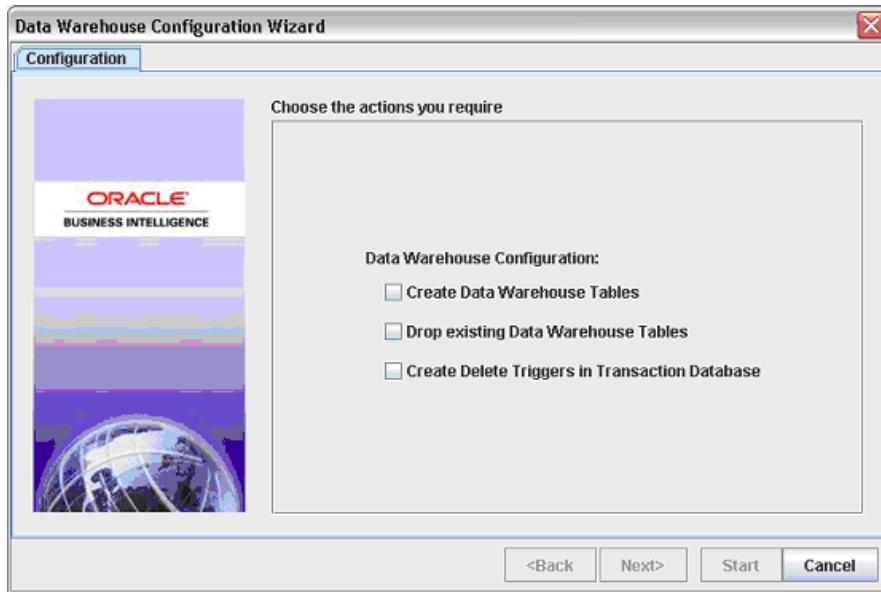 Data Warehouse Configuration Wizard
Configuration
Choose the actions you require
ORACLE
BUSINESS INTELLIGENCE
Data Warehouse Configuration:
Create Data Warehouse Tables
Drop existing Data Warehouse Tables
Create Delete Triggers in Transaction Database
<Back Next> Start Cancel